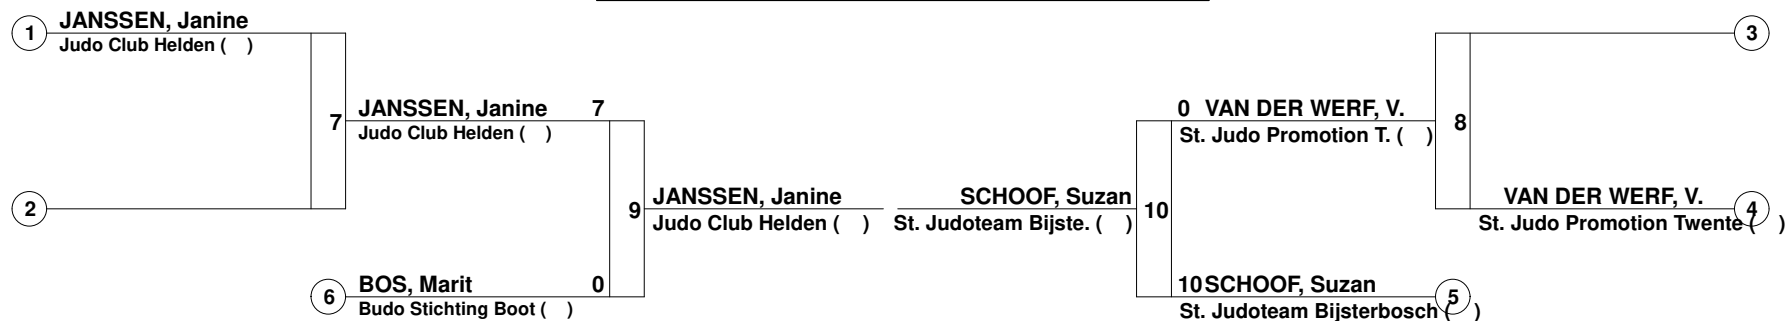 1
JANSSEN, Janine
Judo Club Helden (   )
7
2
JANSSEN, Janine 7
Judo Club Helden (   )
9
6
BOS, Marit 0
Budo Stichting Boot (   )
JANSSEN, Janine
Judo Club Helden (   )
SCHOOF, Suzan
St. Judoteam Bijste. (   )
10
0 VAN DER WERF, V.
St. Judo Promotion T. (   )
8
3
VAN DER WERF, V.
4
St. Judo Promotion Twente (   )
10 SCHOOF, Suzan
5
St. Judoteam Bijsterbosch (   )